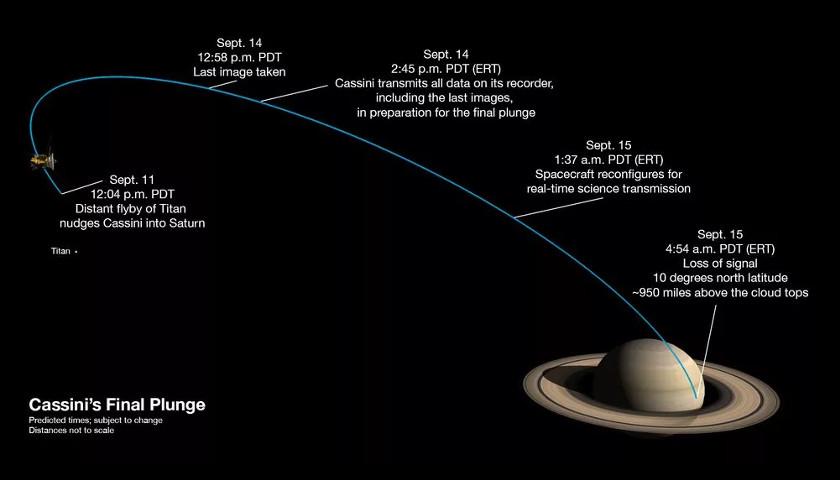 Sept. 14
12:58 p.m. PDT
Last image taken
Sept. 14
2:45 p.m. PDT (ERT)
Cassini transmits all data on its recorder,
including the last images,
in preparation for the final plunge
Sept. 15
1:37 a.m. PDT (ERT)
Spacecraft reconfigures for
real-time science transmission
Sept. 11
12:04 p.m. PDT
Distant flyby of Titan
nudges Cassini into Saturn
Titan
Sept. 15
4:54 a.m. PDT (ERT)
Loss of signal
10 degrees north latitude
~950 miles above the cloud tops
Cassini's Final Plunge
Predicted times; subject to change
Distances not to scale